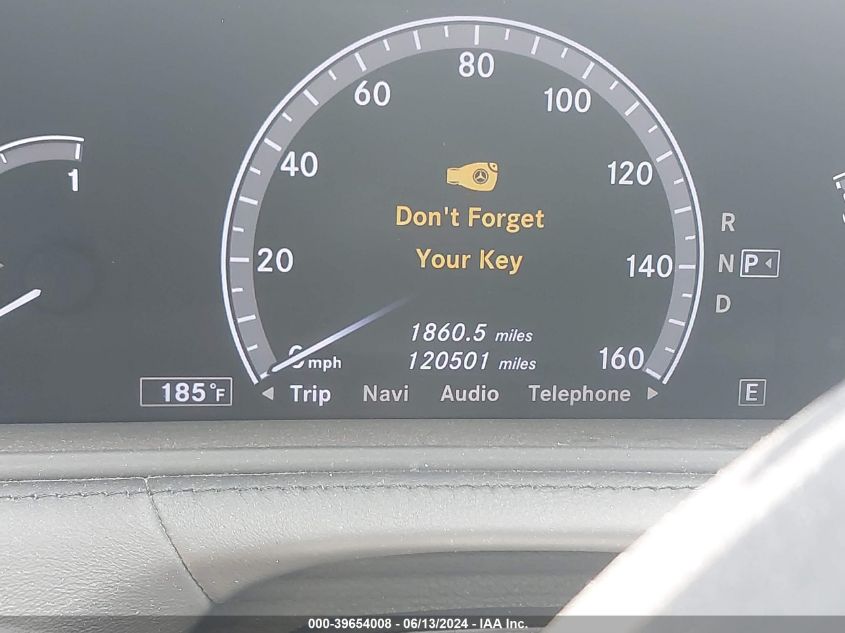 80
60
100
40
120
1
Don't Forget
R
20
Your Key
140
N P
D
1860.5 miles
0 mph
120501 miles
160
185°F
Trip Navi Audio Telephone
E
000-39654008 - 06/13/2024 - IAA Inc.